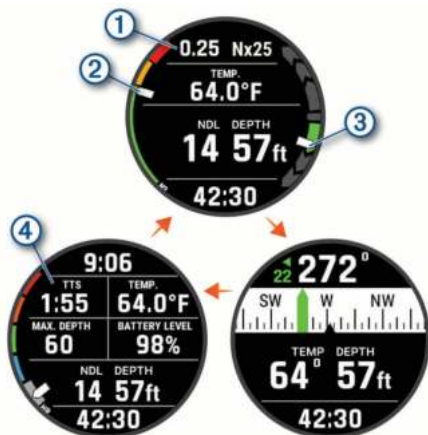 1
0.25 Nx25
2
TEMP.
64.0°F
3
NDL DEPTH
14 57ft
42:30
4
9:06
TTS TEMP.
1:55 64.0°F
MAX. DEPTH BATTERY LEVEL
60 98%
NDL DEPTH
14 57ft
42:30
22 272°
SW W NW
TEMP DEPTH
64° 57ft
42:30